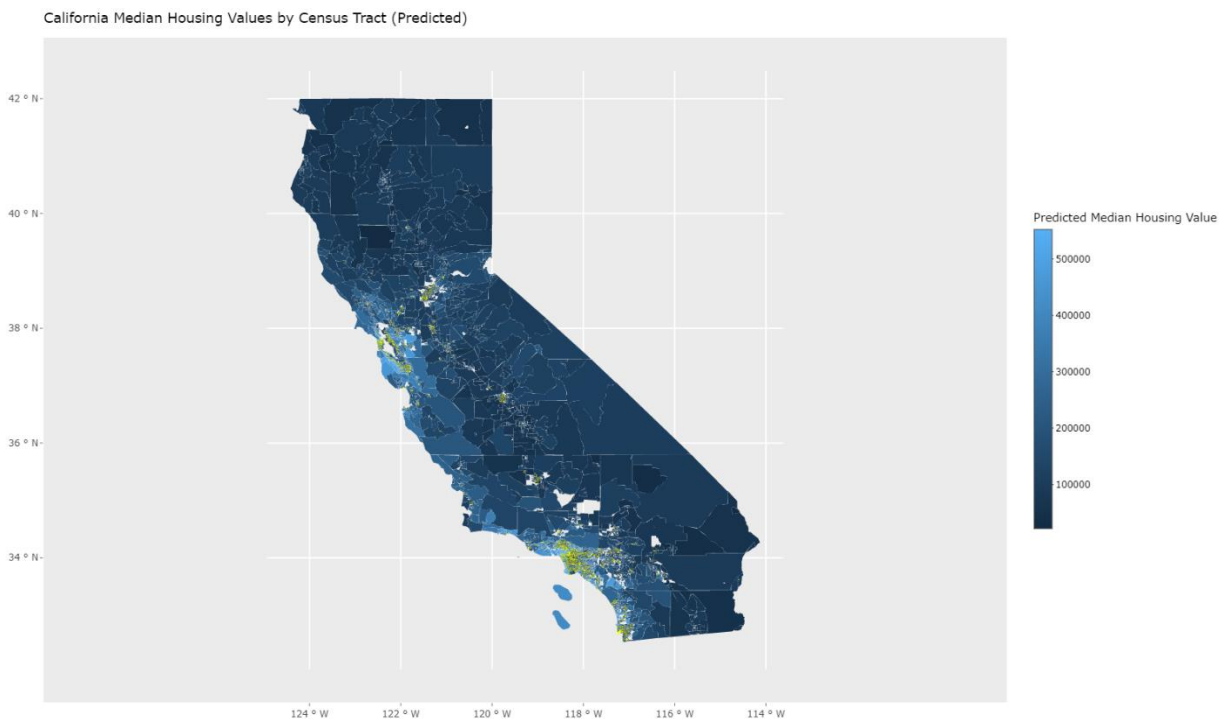 California Median Housing Values by Census Tract (Predicted)
42 ° N
40 ° N
38 ° N
36 ° N
34 ° N
124 ° W 122 ° W 120 ° W 118 ° W 116 ° W 114 ° W
Predicted Median Housing Value
500000
400000
300000
200000
100000